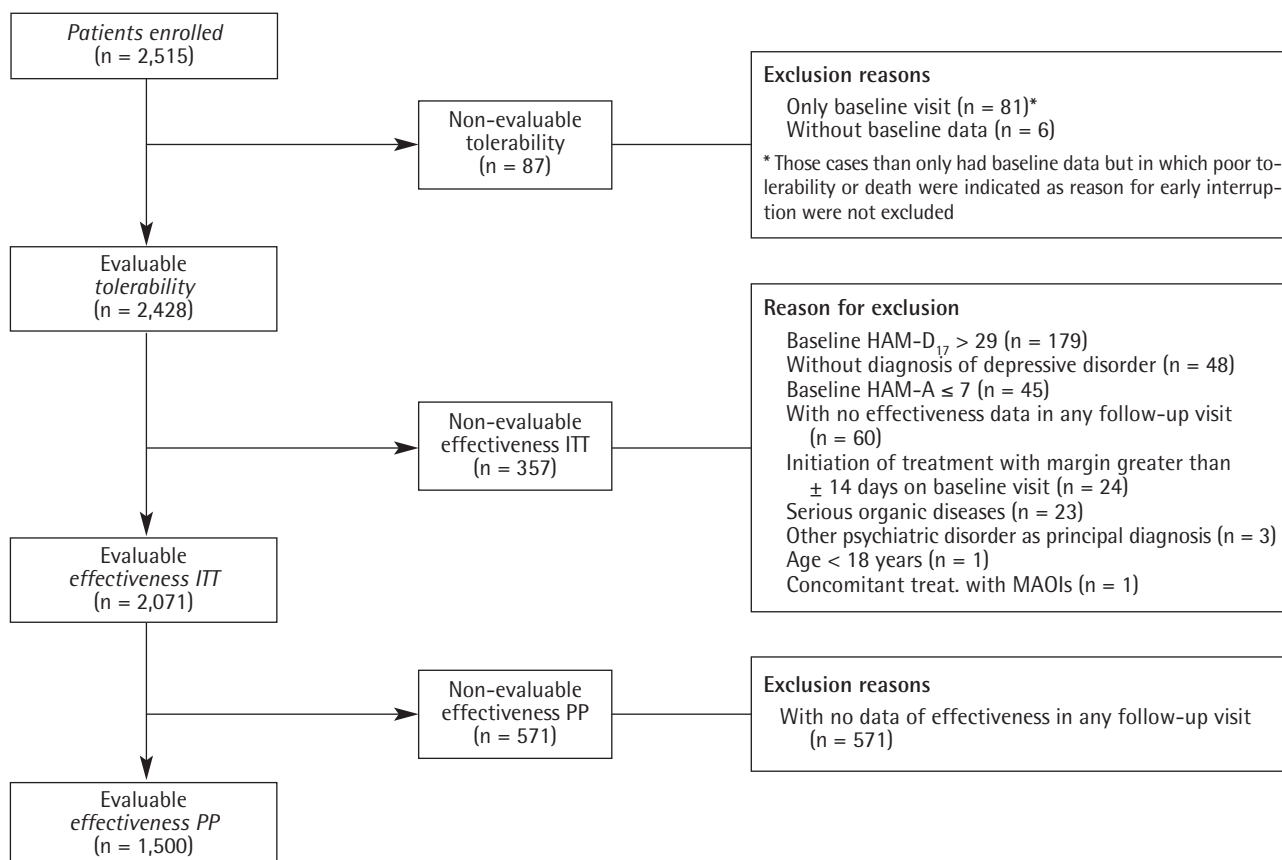 Patients enrolled
(n = 2,515)
Non-evaluable
tolerability
(n = 87)
Exclusion reasons
Only baseline visit (n = 81)*
Without baseline data (n = 6)
* Those cases than only had baseline data but in which poor to-
lerability or death were indicated as reason for early interrup-
tion were not excluded
Evaluable
tolerability
(n = 2,428)
Non-evaluable
effectiveness ITT
(n = 357)
Reason for exclusion
Baseline HAM-D17 > 29 (n = 179)
Without diagnosis of depressive disorder (n = 48)
Baseline HAM-A ≤ 7 (n = 45)
With no effectiveness data in any follow-up visit
(n = 60)
Initiation of treatment with margin greater than
± 14 days on baseline visit (n = 24)
Serious organic diseases (n = 23)
Other psychiatric disorder as principal diagnosis (n = 3)
Age < 18 years (n = 1)
Concomitant treat. with MAOIs (n = 1)
Evaluable
effectiveness ITT
(n = 2,071)
Non-evaluable
effectiveness PP
(n = 571)
Exclusion reasons
With no data of effectiveness in any follow-up visit
(n = 571)
Evaluable
effectiveness PP
(n = 1,500)